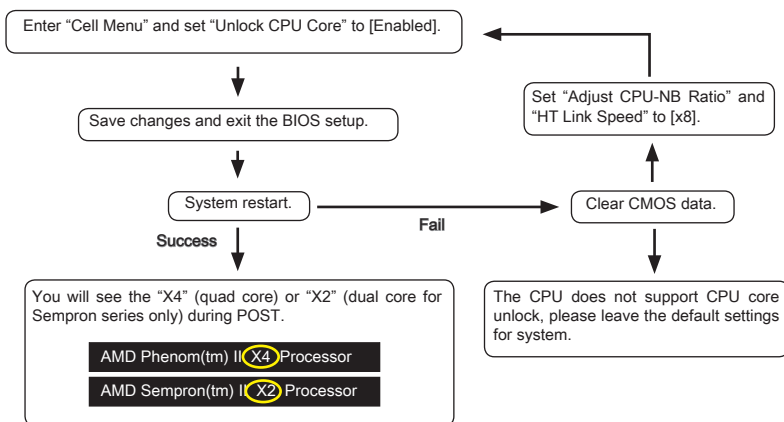 Enter “Cell Menu” and set “Unlock CPU Core” to [Enabled].
Set “Adjust CPU-NB Ratio” and
“HT Link Speed” to [x8].
Save changes and exit the BIOS setup.
System restart.
Fail
Clear CMOS data.
Success
You will see the “X4” (quad core) or “X2” (dual core for
Sempron series only) during POST.
AMD Phenom(tm) II X4 Processor
AMD Sempron(tm) II X2 Processor
The CPU does not support CPU core
unlock, please leave the default settings
for system.